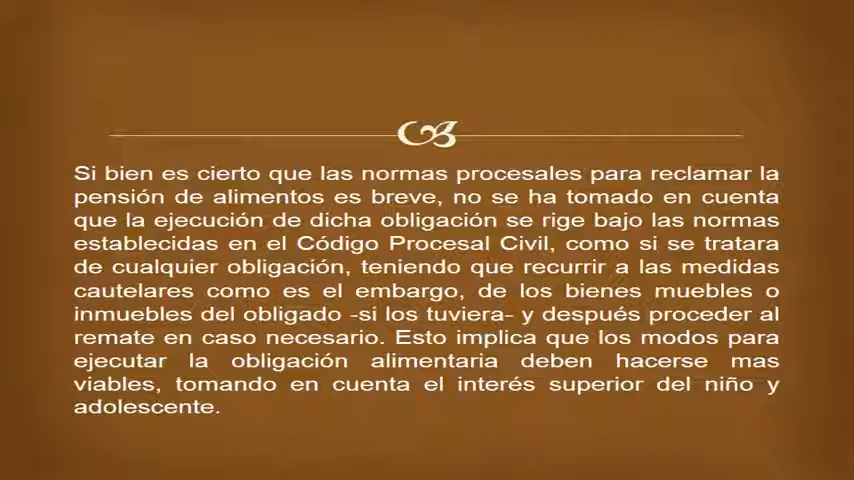 Si bien es cierto que las normas procesales para reclamar la
pensión de alimentos es breve, no se ha tomado en cuenta
que la ejecución de dicha obligación se rige bajo las normas
establecidas en el Código Procesal Civil, como si se tratara
de cualquier obligación, teniendo que recurrir a las medidas
cautelares como es el embargo, de los bienes muebles o
inmuebles del obligado -si los tuviera- y después proceder al
remate en caso necesario. Esto implica que los modos para
ejecutar la obligación alimentaria deben hacerse mas
viables, tomando en cuenta el interés superior del niño y
adolescente.